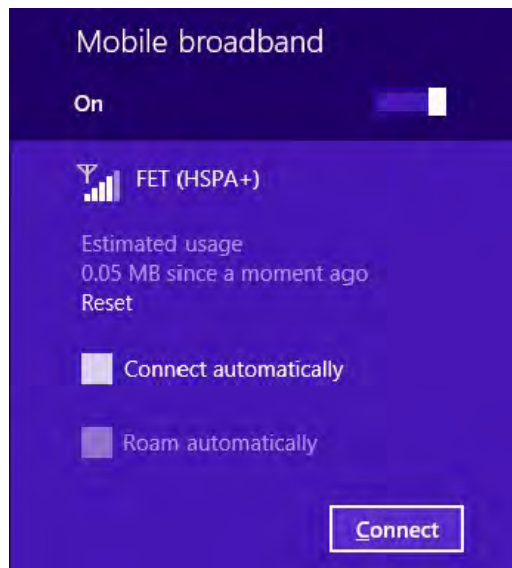 Mobile broadband
On
FET (HSPA+)
Estimated usage
0.05 MB since a moment ago
Reset
Connect automatically
Roam automatically
Connect